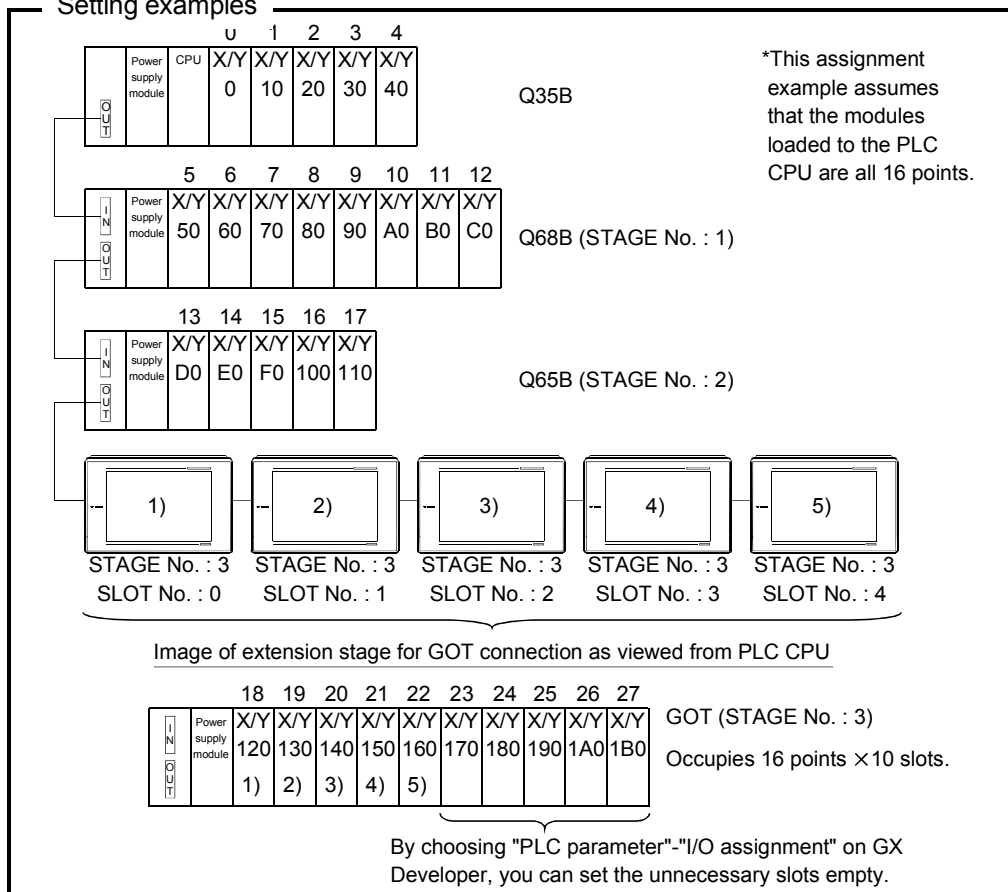 Setting examples
0 1 2 3 4
Power supply module CPU X/Y 0 X/Y 10 X/Y 20 X/Y 30 X/Y 40
OUT
Q35B
*This assignment
example assumes
that the modules
loaded to the PLC
CPU are all 16 points.
5 6 7 8 9 10 11 12
IN
OUT
Power supply module X/Y 50 X/Y 60 X/Y 70 X/Y 80 X/Y 90 X/Y A0 X/Y B0 X/Y C0
Q68B (STAGE No. : 1)
13 14 15 16 17
IN
OUT
Power supply module X/Y D0 X/Y E0 X/Y F0 X/Y 100 X/Y 110
Q65B (STAGE No. : 2)
1) 2) 3) 4) 5)
STAGE No. : 3 STAGE No. : 3 STAGE No. : 3 STAGE No. : 3 STAGE No. : 3
SLOT No. : 0 SLOT No. : 1 SLOT No. : 2 SLOT No. : 3 SLOT No. : 4
Image of extension stage for GOT connection as viewed from PLC CPU
18 19 20 21 22 23 24 25 26 27
IN
OUT
Power supply module X/Y 120 1) X/Y 130 2) X/Y 140 3) X/Y 150 4) X/Y 160 5) X/Y 170 X/Y 180 X/Y 190 X/Y 1A0 X/Y 1B0
GOT (STAGE No. : 3)
Occupies 16 points ×10 slots.
By choosing "PLC parameter"-"I/O assignment" on GX
Developer, you can set the unnecessary slots empty.